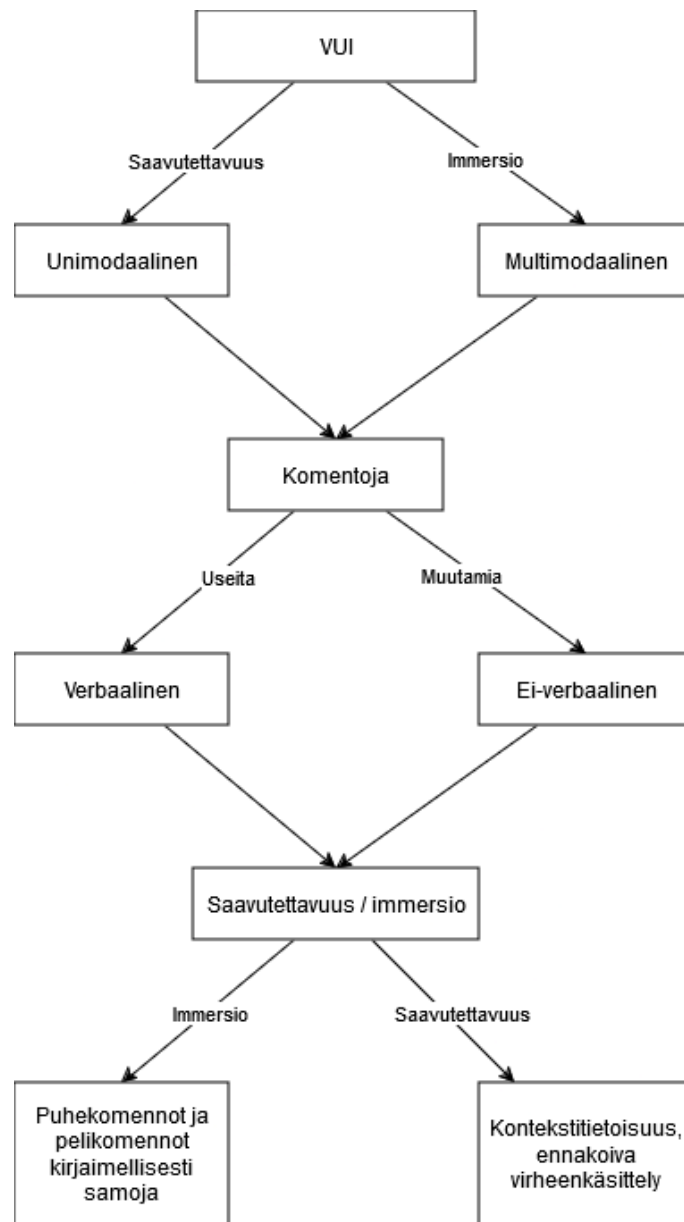 VUI
Saavutettavuus
Immersio
Unimodaalinen
Multimodaalinen
Komentoja
Useita
Muutamia
Verbaalinen
Ei-verbaalinen
Saavutettavuus / immersio
Immersio
Saavutettavuus
Puhekomennot ja
pelikomennot
kirjaimellisesti
samoja
Kontekstitietoisuus,
ennakoiva
virheenkäsittely